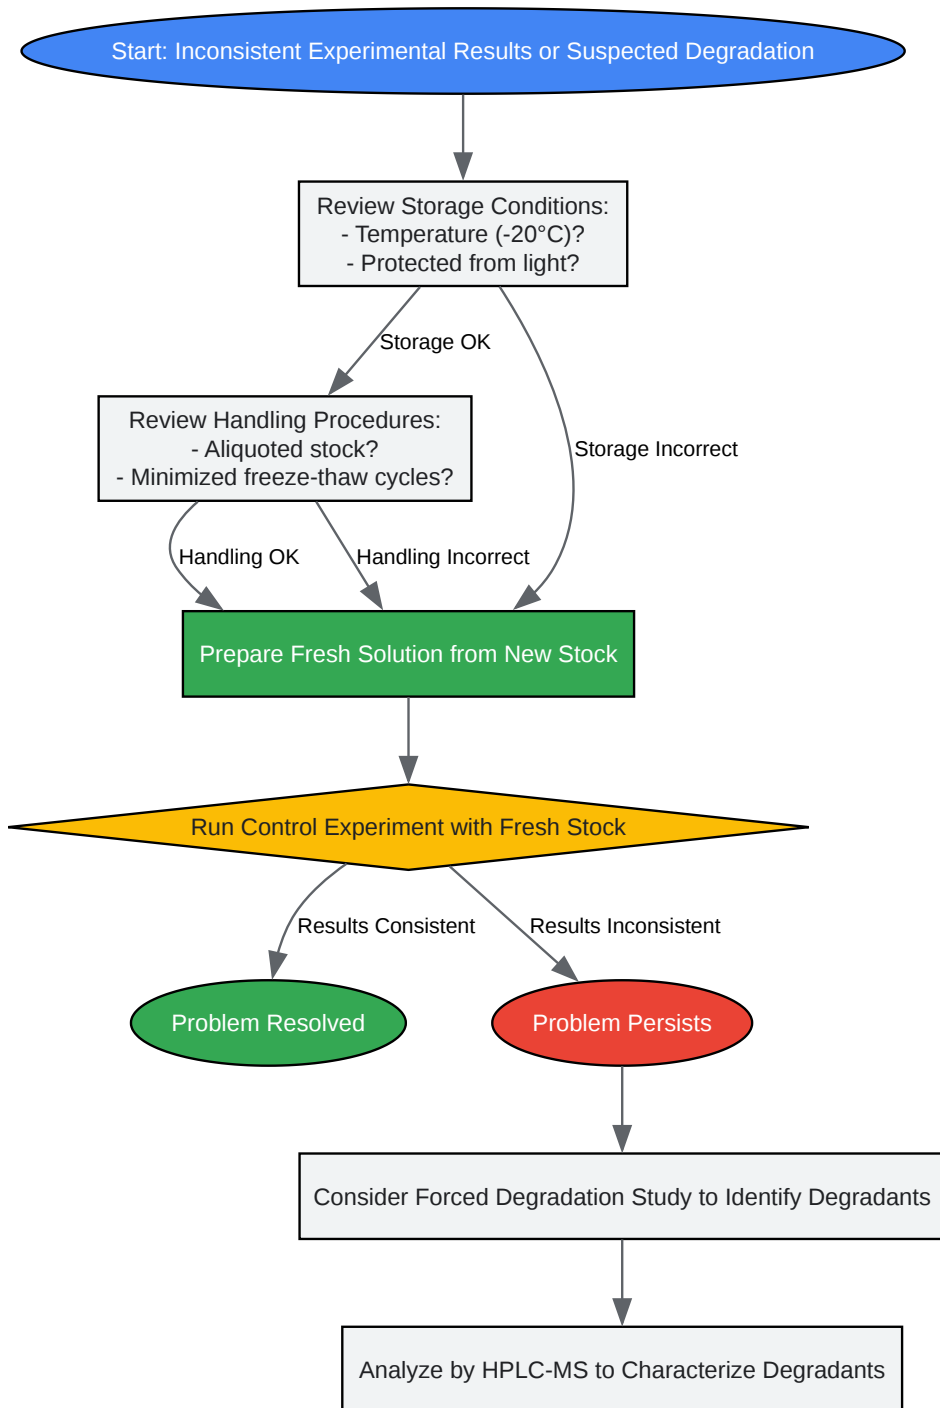 Start: Inconsistent Experimental Results or Suspected Degradation
Review Storage Conditions:
- Temperature (-20°C)?
- Protected from light?
Storage OK
Review Handling Procedures:
- Aliquoted stock?
- Minimized freeze-thaw cycles?
Storage Incorrect
Handling OK
Handling Incorrect
Prepare Fresh Solution from New Stock
Run Control Experiment with Fresh Stock
Results Consistent
Results Inconsistent
Problem Resolved
Problem Persists
Consider Forced Degradation Study to Identify Degradants
Analyze by HPLC-MS to Characterize Degradants